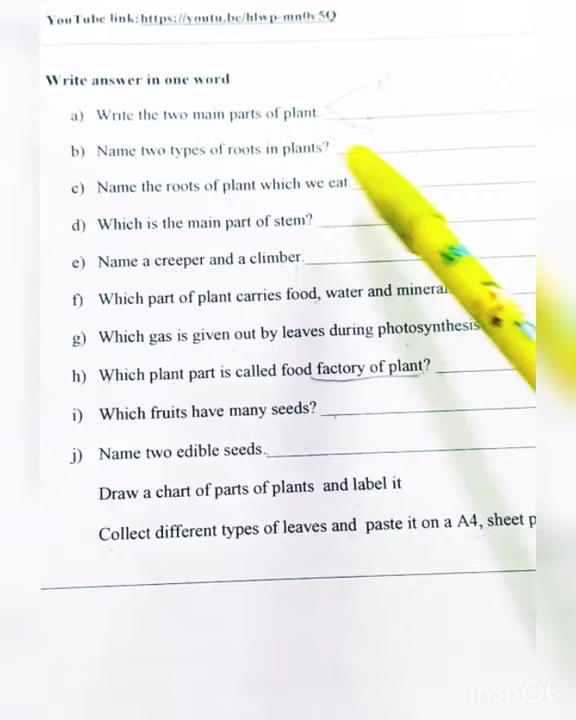 YouTube link:https://youtu.be/hlwp-mn0v5Q
Write answer in one word
a) Write the two main parts of plant.
b) Name two types of roots in plants?
c) Name the roots of plant which we eat.
d) Which is the main part of stem?
e) Name a creeper and a climber.
f) Which part of plant carries food, water and mineral
g) Which gas is given out by leaves during photosynthesis
h) Which plant part is called food factory of plant?
i) Which fruits have many seeds?
j) Name two edible seeds.
Draw a chart of parts of plants and label it
Collect different types of leaves and paste it on a A4, sheet p